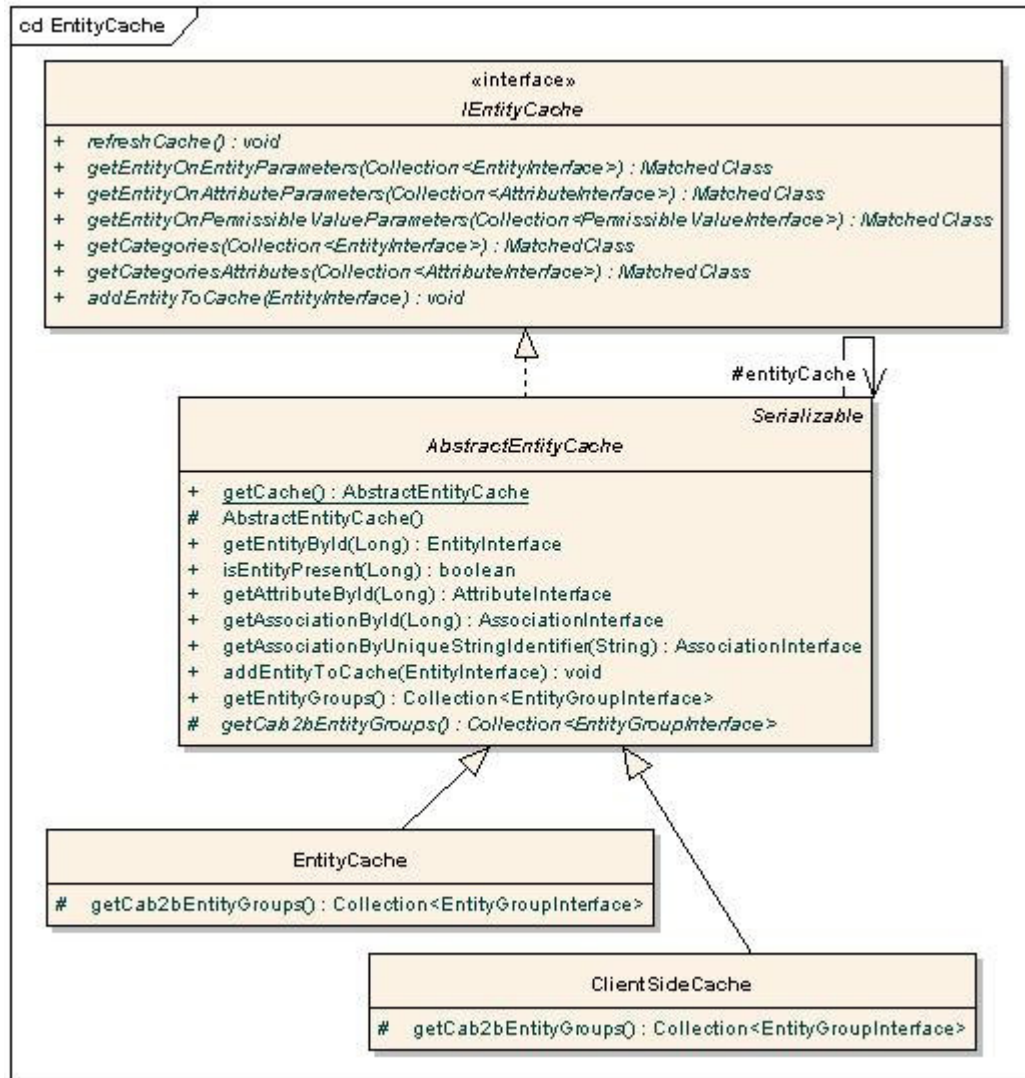 cd EntityCache
«interface»
IEntityCache
+ refreshCache() : void
+ getEntityOnEntityParameters(Collection<EntityInterface>) : MatchedClass
+ getEntityOnAttributeParameters(Collection<AttributeInterface>) : MatchedClass
+ getEntityOnPermissibleValueParameters(Collection<PermissibleValueInterface>) : MatchedClass
+ getCategories(Collection<EntityInterface>) : MatchedClass
+ getCategoriesAttributes(Collection<AttributeInterface>) : MatchedClass
+ addEntityToCache(EntityInterface) : void
#entityCache
Serializable
AbstractEntityCache
+ getCache() : AbstractEntityCache
# AbstractEntityCache()
+ getEntityById(Long) : EntityInterface
+ isEntityPresent(Long) : boolean
+ getAttributeById(Long) : AttributeInterface
+ getAssociationById(Long) : AssociationInterface
+ getAssociationByUniqueStringIdentifier(String) : AssociationInterface
+ addEntityToCache(EntityInterface) : void
+ getEntityGroups() : Collection<EntityGroupInterface>
# getCab2bEntityGroups() : Collection<EntityGroupInterface>
EntityCache
# getCab2bEntityGroups() : Collection<EntityGroupInterface>
ClientSideCache
# getCab2bEntityGroups() : Collection<EntityGroupInterface>